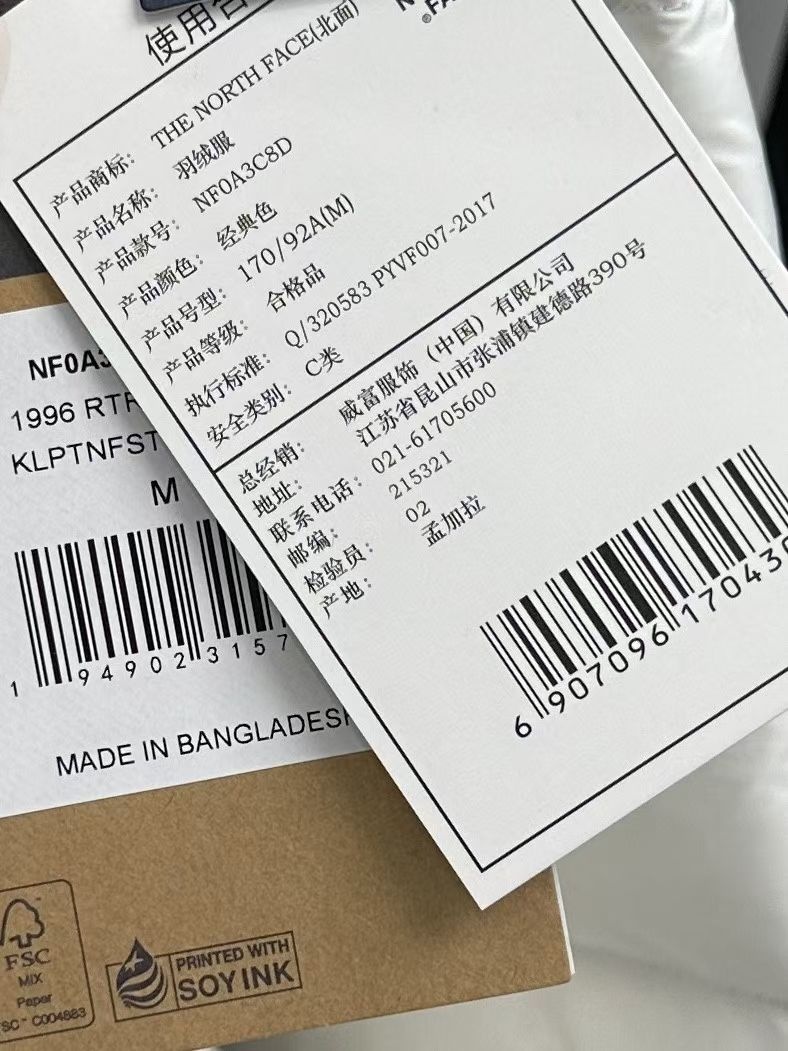 使用
THE NORTH FACE(北面)
产品商标: 
产品名称: 羽绒服
产品款号: NF0A3C8D
产品颜色: 经典色
产品号型: 170/92A(M)
产品等级: 合格品
执行标准: Q/320583 PYVF007-2017
安全类别: C类
总经销: 威富服饰 (中国) 有限公司
地址: 江苏省昆山市张浦镇建德路390号
联系电话: 021-61705600
邮编: 215321
检验员: 02
产地: 孟加拉
6 907096 170430
NF0A3
1996 RTR
KLPTNFST
M
1 94902 3157
MADE IN BANGLADESH
FSC
MIX
Paper
FSC™ C004883
PRINTED WITH
SOY INK